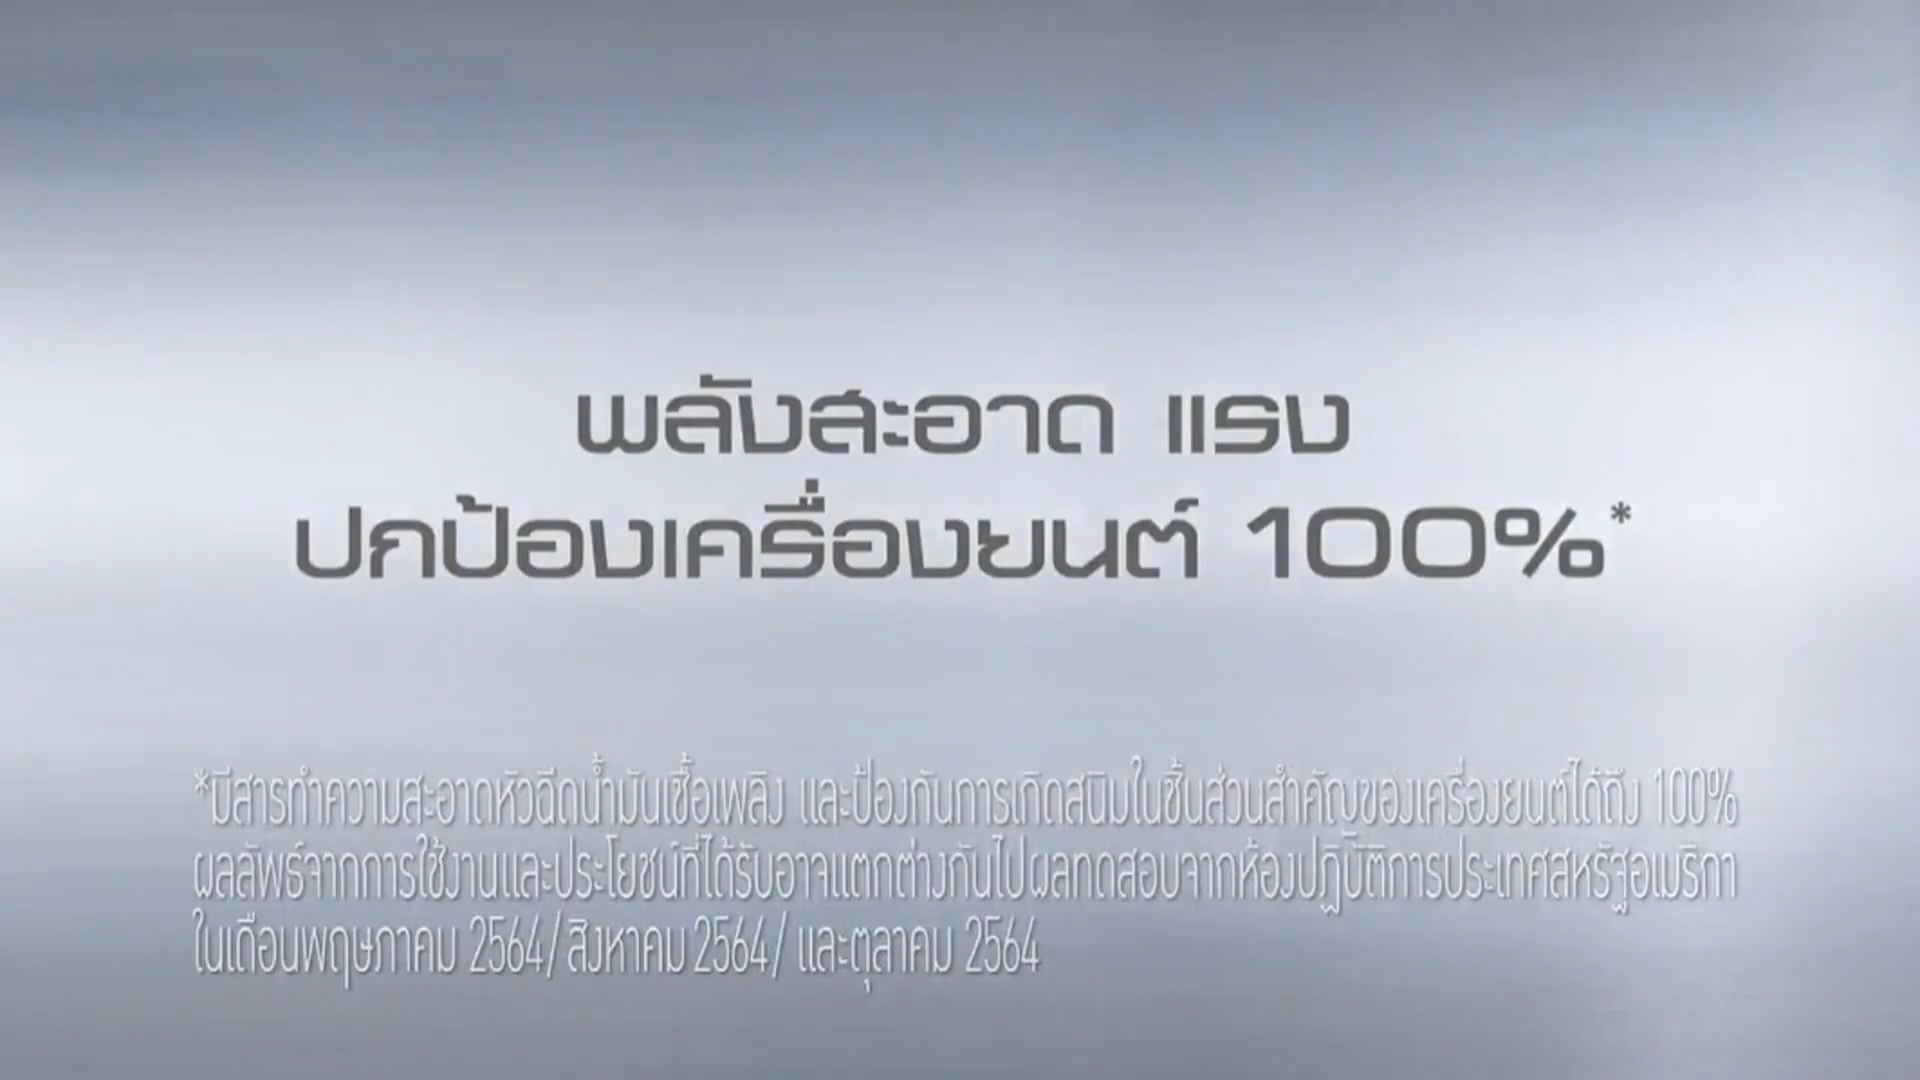 พลังสะอาด แรง
ปกป้องเครื่องยนต์ 100%*
*มีสารทำความสะอาดหัวฉีดน้ำมันเชื้อเพลิง และป้องกันการเกิดสนิมในชิ้นส่วนสำคัญของเครื่องยนต์ได้ถึง 100%
ผลลัพธ์จากการใช้งานและประโยชน์ที่ได้รับอาจแตกต่างกันไปผลทดสอบจากห้องปฏิบัติการประเทศสหรัฐอเมริกา
ในเดือนพฤษภาคม 2564/ สิงหาคม 2564/ และตุลาคม 2564